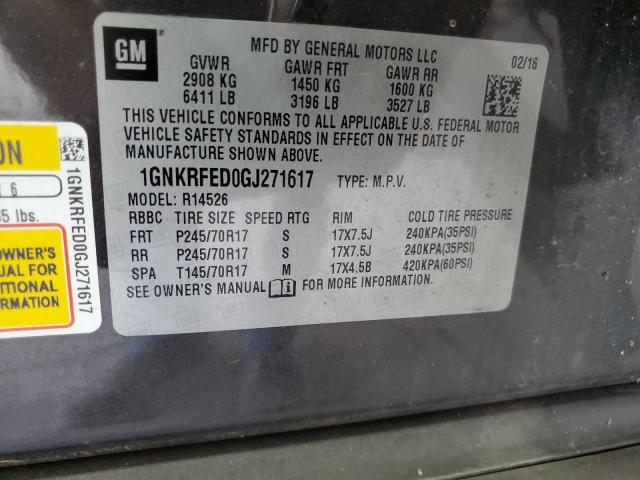 GM
MFD BY GENERAL MOTORS LLC 02/16
GVWR GAWR FRT GAWR RR
2908 KG 1450 KG 1600 KG
6411 LB 3196 LB 3527 LB
THIS VEHICLE CONFORMS TO ALL APPLICABLE U.S. FEDERAL MOTOR
VEHICLE SAFETY STANDARDS IN EFFECT ON THE DATE OF
MANUFACTURE SHOWN ABOVE.
1GNKRFED0GJ271617 TYPE: M.P.V.
MODEL: R14526
RBBC TIRE SIZE SPEED RTG RIM COLD TIRE PRESSURE
FRT P245/70R17 S 17X7.5J 240KPA(35PSI)
RR P245/70R17 S 17X7.5J 240KPA(35PSI)
SPA T145/70R17 M 17X4.5B 420KPA(60PSI)
SEE OWNER'S MANUAL FOR MORE INFORMATION.
ON
6
5 lbs.
OWNER'S
UAL FOR
ITIONAL
RMATION
1GNKRFED0GJ271617